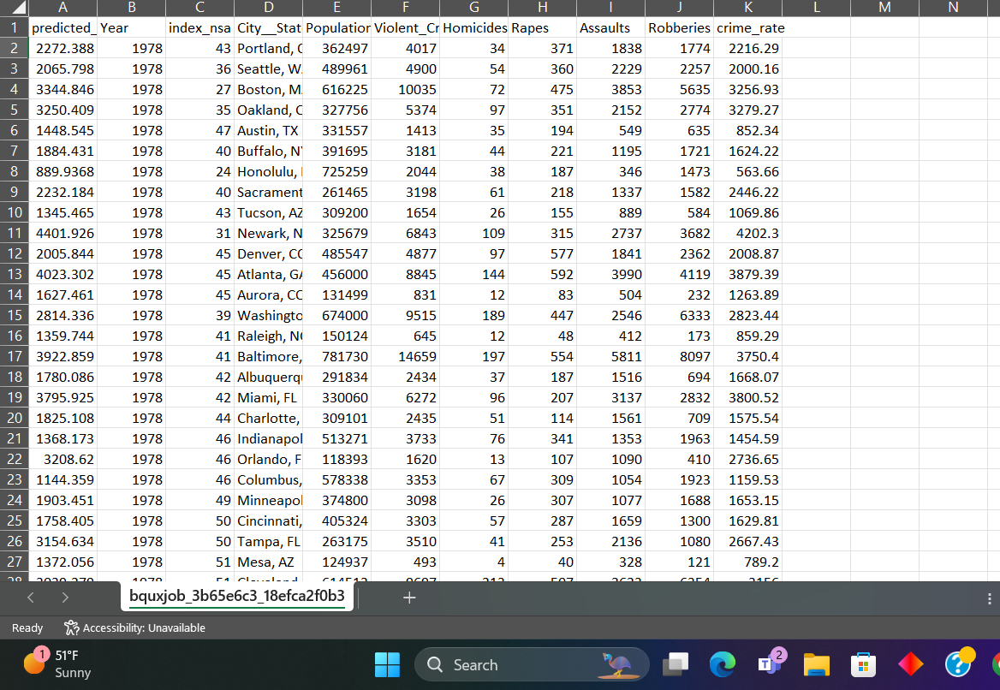 A B C D E F G H I J K L M N
1 predicted_ Year index_nsa City__Stat Population Violent_Cr Homicides Rapes Assaults Robberies crime_rate
2 2272.388 1978 43 Portland, O 362497 4017 34 371 1838 1774 2216.29
3 2065.798 1978 36 Seattle, W 489961 4900 54 360 2229 2257 2000.16
4 3344.846 1978 27 Boston, M 616225 10035 72 475 3853 5635 3256.93
5 3250.409 1978 35 Oakland, C 327756 5374 97 351 2152 2774 3279.27
6 1448.545 1978 47 Austin, TX 331557 1413 35 194 549 635 852.34
7 1884.431 1978 40 Buffalo, N 391695 3181 44 221 1195 1721 1624.22
8 889.9368 1978 24 Honolulu, 725259 2044 38 187 346 1473 563.66
9 2232.184 1978 40 Sacrament 261465 3198 61 218 1337 1582 2446.22
10 1345.465 1978 43 Tucson, AZ 309200 1654 26 155 889 584 1069.86
11 4401.926 1978 31 Newark, N 325679 6843 109 315 2737 3682 4202.3
12 2005.844 1978 45 Denver, CO 485547 4877 97 577 1841 2362 2008.87
13 4023.302 1978 45 Atlanta, GA 456000 8845 144 592 3990 4119 3879.39
14 1627.461 1978 45 Aurora, CO 131499 831 12 83 504 232 1263.89
15 2814.336 1978 39 Washingto 674000 9515 189 447 2546 6333 2823.44
16 1359.744 1978 41 Raleigh, NC 150124 645 12 48 412 173 859.29
17 3922.859 1978 41 Baltimore, 781730 14659 197 554 5811 8097 3750.4
18 1780.086 1978 42 Albuquerqu 291834 2434 37 187 1516 694 1668.07
19 3795.925 1978 42 Miami, FL 330060 6272 96 207 3137 2832 3800.52
20 1825.108 1978 44 Charlotte, 309101 2435 51 114 1561 709 1575.54
21 1368.173 1978 46 Indianapol 513271 3733 76 341 1353 1963 1454.59
22 3208.62 1978 46 Orlando, F 118393 1620 13 107 1090 410 2736.65
23 1144.359 1978 46 Columbus, 578338 3353 67 309 1054 1923 1159.53
24 1903.451 1978 49 Minneapol 374800 3098 26 307 1077 1688 1653.15
25 1758.405 1978 50 Cincinnati, 405324 3303 57 287 1659 1300 1629.81
26 3154.634 1978 50 Tampa, FL 263175 3510 41 253 2136 1080 2667.43
27 1372.056 1978 51 Mesa, AZ 124937 493 4 40 328 121 789.2
bquxjob_3b65e6c3_18efca2f0b3
Ready Accessibility: Unavailable
1 51°F
Sunny
Search
2